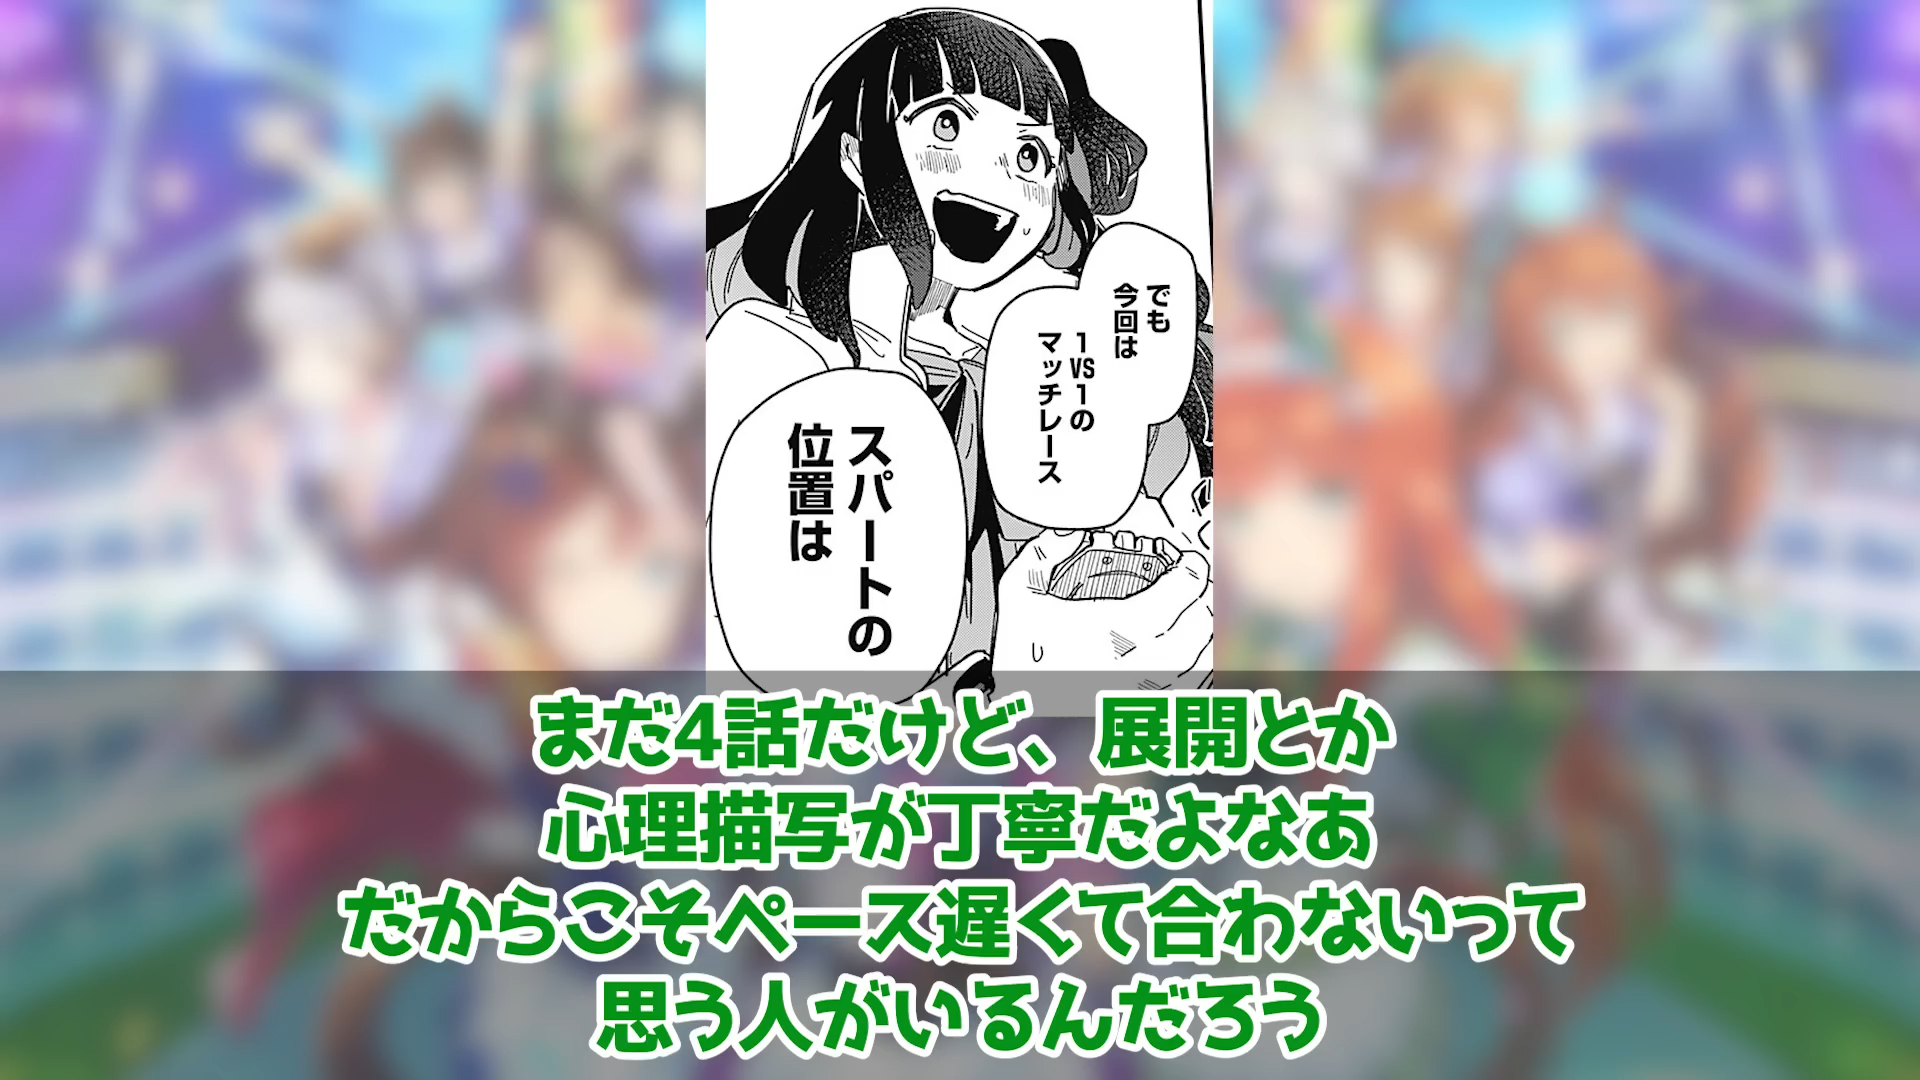 でも
今回は
1VS1の
マッチレース
スパートの
位置は
まだ4話だけど、展開とか
心理描写が丁寧だよなあ
だからこそペース遅くて合わないって
思う人がいるんだろう